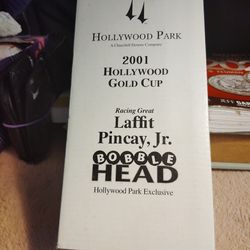 HOLLYWOOD PARK
A Churchill Downs Company
2001
HOLLYWOOD
GOLD CUP
Racing Great
Laffit
Pincay, Jr.
BOBBLE
HEAD
Hollywood Park Exclusive